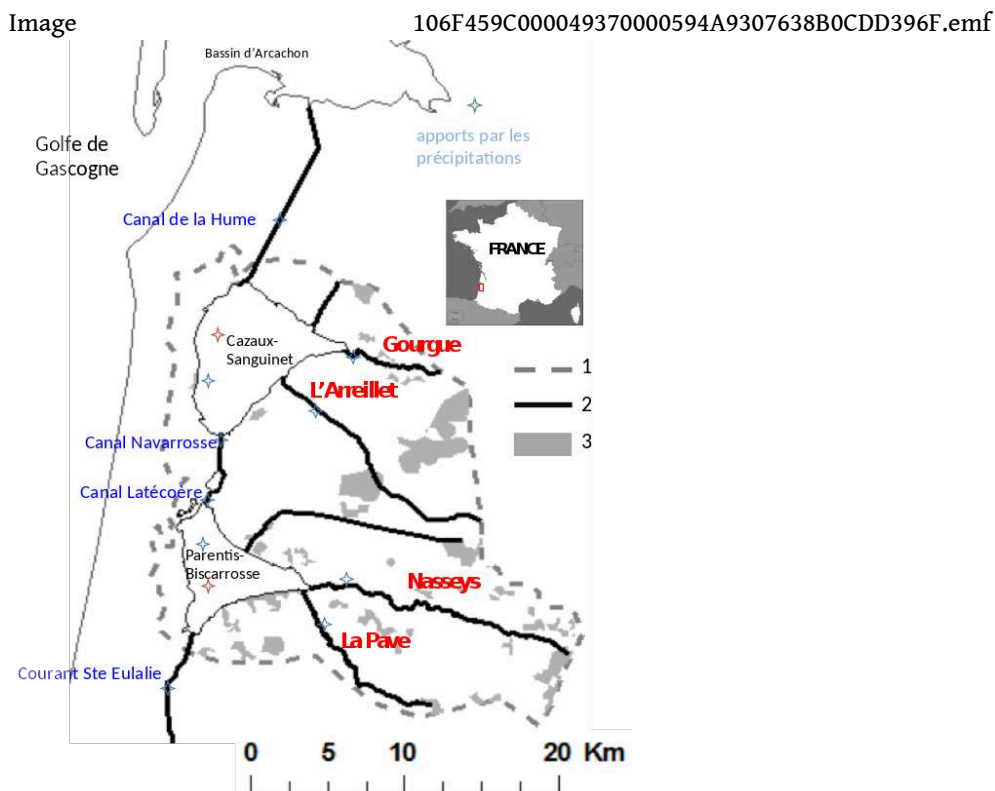 Image 106F459C000049370000594A9307638B0CDD396F.emf
Bassin d'Arcachon
Golfe de
Gascogne
apports par les
précipitations
Canal de la Hume
FRANCE
Cazaux-
Sanguinet
Gourgue
1
L'Arreillet
2
Canal Navarrosse
3
Canal Latécoère
Parentis-
Biscarrosse
Nasseys
La Pave
Courant Ste Eulalie
0 5 10 20 Km